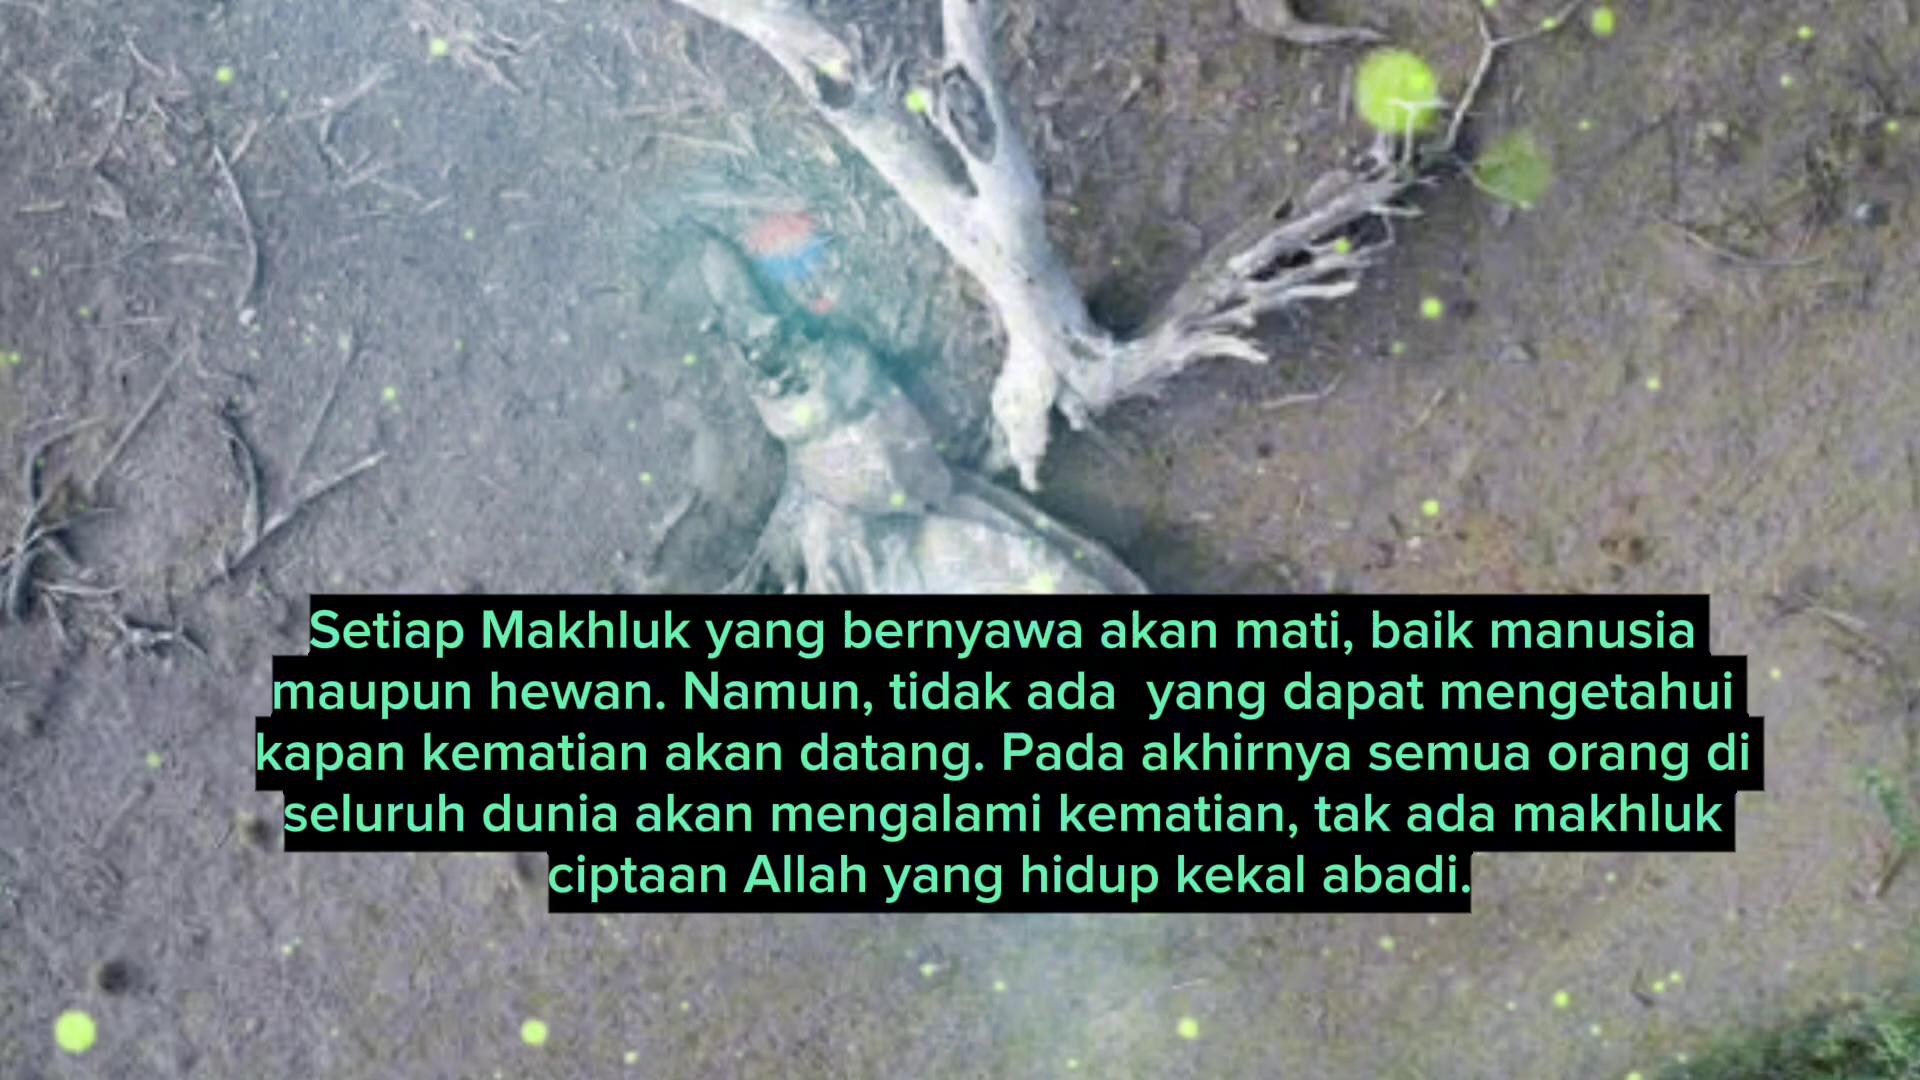 Setiap Makhluk yang bernyawa akan mati, baik manusia
maupun hewan. Namun, tidak ada  yang dapat mengetahui
kapan kematian akan datang. Pada akhirnya semua orang di
seluruh dunia akan mengalami kematian, tak ada makhluk
ciptaan Allah yang hidup kekal abadi.